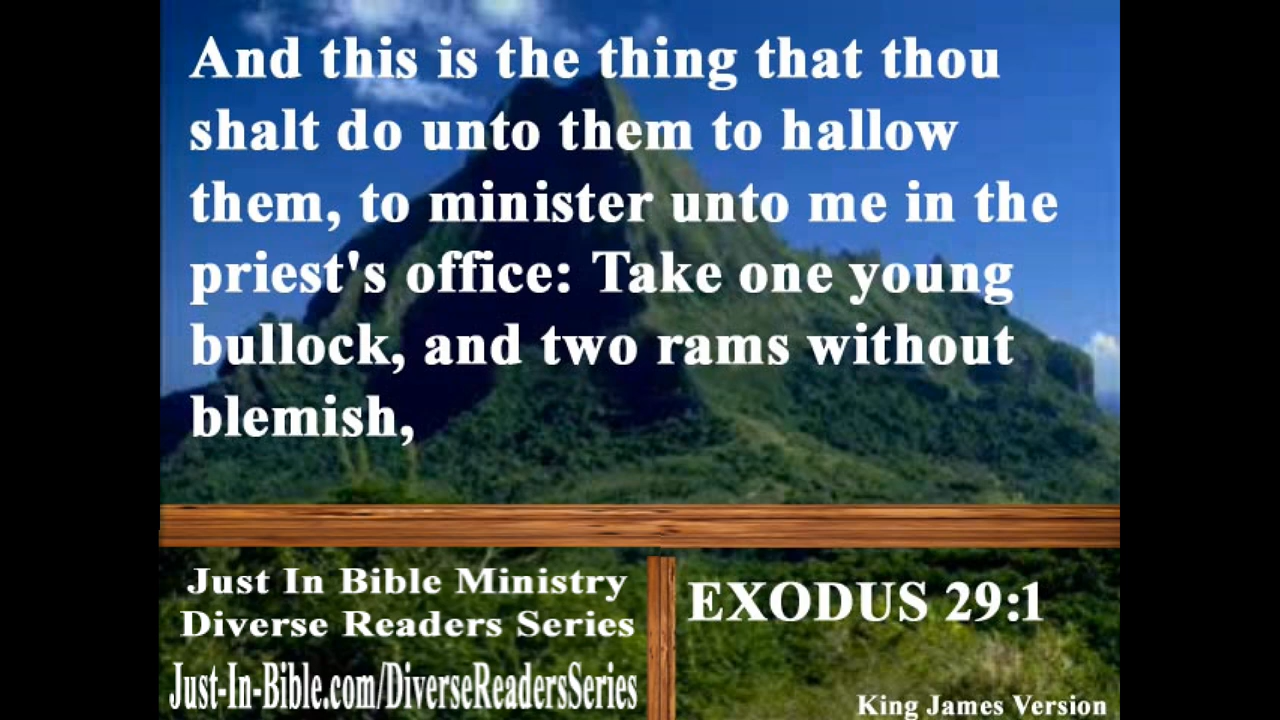 And this is the thing that thou
shalt do unto them to hallow
them, to minister unto me in the
priest's office: Take one young
bullock, and two rams without
blemish,
Just In Bible Ministry
Diverse Readers Series
Just-In-Bible.com/DiverseReadersSeries
EXODUS 29:1
King James Version